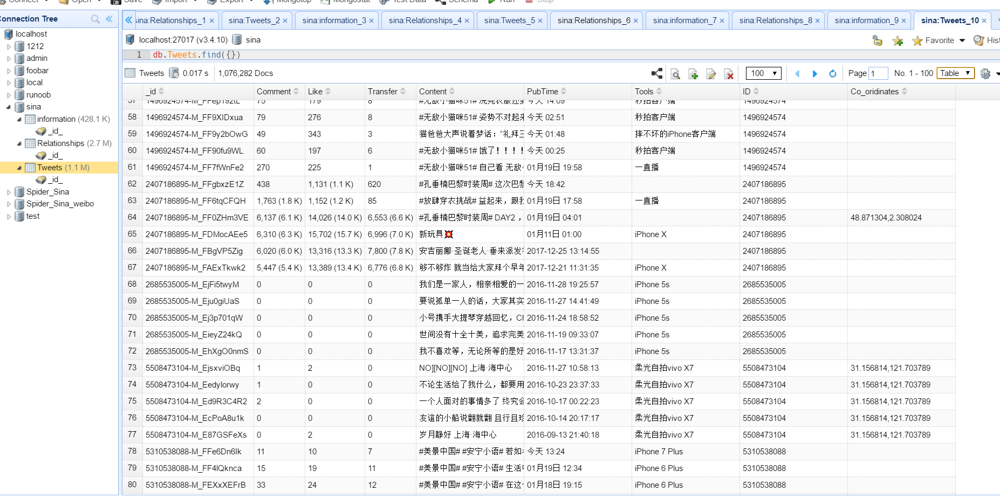 Connect Open Save Import Export Mongotop Mongostat Test Data Schema Run Stop
Connection Tree
localhost
1212
admin
foobar
local
runoob
sina
information (428.1 K)
_id_
Relationships (2.7 M)
_id_
Tweets (1.1 M)
_id_
Spider_Sina
Spider_Sina_weibo
test
sina:Relationships_1 × sina:Tweets_2 × sina:information_3 × sina:Relationships_4 × sina:Tweets_5 × sina:Relationships_6 × sina:information_7 × sina:Relationships_8 × sina:information_9 × sina:Tweets_10 ×
localhost:27017 (v3.4.10) sina Favorite Hist
1 db.Tweets.find({})
Tweets 0.017 s 1,076,282 Docs 100 Page 1 No. 1 - 100 Table
_id Comment Like Transfer Content PubTime Tools ID Co_oridinates
57 1496924574-M_FFep192tL 75 179 8 #无敌小猫咪51# 今天 14:09 秒拍客户端 1496924574
58 1496924574-M_FF9XlDxua 79 276 8 #无敌小猫咪51# 姿势不对起来 今天 02:51 秒拍客户端 1496924574
59 1496924574-M_FF9y2bOwG 49 343 3 猫爸爸大声说着梦话：“礼拜三 今天 01:48 摔不坏的iPhone客户端 1496924574
60 1496924574-M_FF90fu9WL 60 197 6 #无敌小猫咪51# 饿了！！！！ 今天 00:25 秒拍客户端 1496924574
61 1496924574-M_FF7fWnFe2 270 225 1 #无敌小猫咪51# 自己看 无敌 01月19日 19:58 一直播 1496924574
62 2407186895-M_FFgbxzE1Z 438 1,131 (1.1 K) 620 #孔垂楠巴黎时装周# 这次巴黎 今天 18:42 2407186895
63 2407186895-M_FF6tqCFQH 1,763 (1.8 K) 1,152 (1.2 K) 85 #放肆穿衣挑战# 益起来，跟我 01月19日 17:58 一直播 2407186895
64 2407186895-M_FF0ZHm3VE 6,137 (6.1 K) 14,026 (14.0 K) 6,553 (6.6 K) #孔垂楠巴黎时装周# DAY2 ， 01月19日 04:01 2407186895 48.871304,2.308024
65 2407186895-M_FDMocAEe5 6,310 (6.3 K) 15,702 (15.7 K) 6,996 (7.0 K) 新玩具💥 01月11日 01:00 iPhone X 2407186895
66 2407186895-M_FBgVP5Zig 6,020 (6.0 K) 13,316 (13.3 K) 7,800 (7.8 K) 安吉丽娜·圣诞老人·垂来派发 2017-12-25 13:14:55 2407186895
67 2407186895-M_FAExTkwk2 5,447 (5.4 K) 13,389 (13.4 K) 6,776 (6.8 K) 够不够炸 就当给大家拜个早年 2017-12-21 11:31:35 iPhone X 2407186895
68 2685535005-M_EjFi5twyM 0 0 0 我们是一家人，相亲相爱的一 2016-11-28 19:25:57 iPhone 5s 2685535005
69 2685535005-M_Eju0giUaS 0 0 0 要说孤单一人的话，大家其实 2016-11-27 14:41:49 iPhone 5s 2685535005
70 2685535005-M_Ej3p701qW 0 0 0 小号携手大提琴穿越回忆，Ch 2016-11-24 18:58:52 iPhone 5s 2685535005
71 2685535005-M_EieyZ24kQ 0 0 0 世间没有十全十美，追求完美 2016-11-19 09:33:07 iPhone 5s 2685535005
72 2685535005-M_EhXgO0nmS 0 0 0 我不喜欢等，无论所等的是好 2016-11-17 13:31:37 iPhone 5s 2685535005
73 5508473104-M_EjsxviOBq 1 2 0 NO][NO][NO] 上海·海中心 2016-11-27 10:58:13 柔光自拍vivo X7 5508473104 31.156814,121.703789
74 5508473104-M_Eedylorwy 1 0 0 不论生活给了我什么，都要用 2016-10-23 23:37:33 柔光自拍vivo X7 5508473104 31.156814,121.703789
75 5508473104-M_Ed9R3C4R2 2 0 0 一个人面对的事情多了 终究会 2016-10-17 00:22:23 柔光自拍vivo X7 5508473104 31.156814,121.703789
76 5508473104-M_EcPoA8u1k 0 0 0 友谊的小船说翻就翻 且行且珍 2016-10-14 20:17:17 柔光自拍vivo X7 5508473104 31.156814,121.703789
77 5508473104-M_E87GSFeXs 0 2 0 岁月静好 上海·海中心 2016-09-13 21:40:18 柔光自拍vivo X7 5508473104 31.156814,121.703789
78 5310538088-M_FFe6Dn6lk 11 10 7 #美景中国# #安宁小语# 若如 今天 13:24 iPhone 7 Plus 5310538088
79 5310538088-M_FF4lQknca 15 19 11 #美景中国# #安宁小语# 生活 01月19日 12:34 iPhone 6 Plus 5310538088
80 5310538088-M_FEXxXEFrB 33 24 12 #美景中国# #安宁小语# 在这 01月18日 19:15 iPhone 6 Plus 5310538088